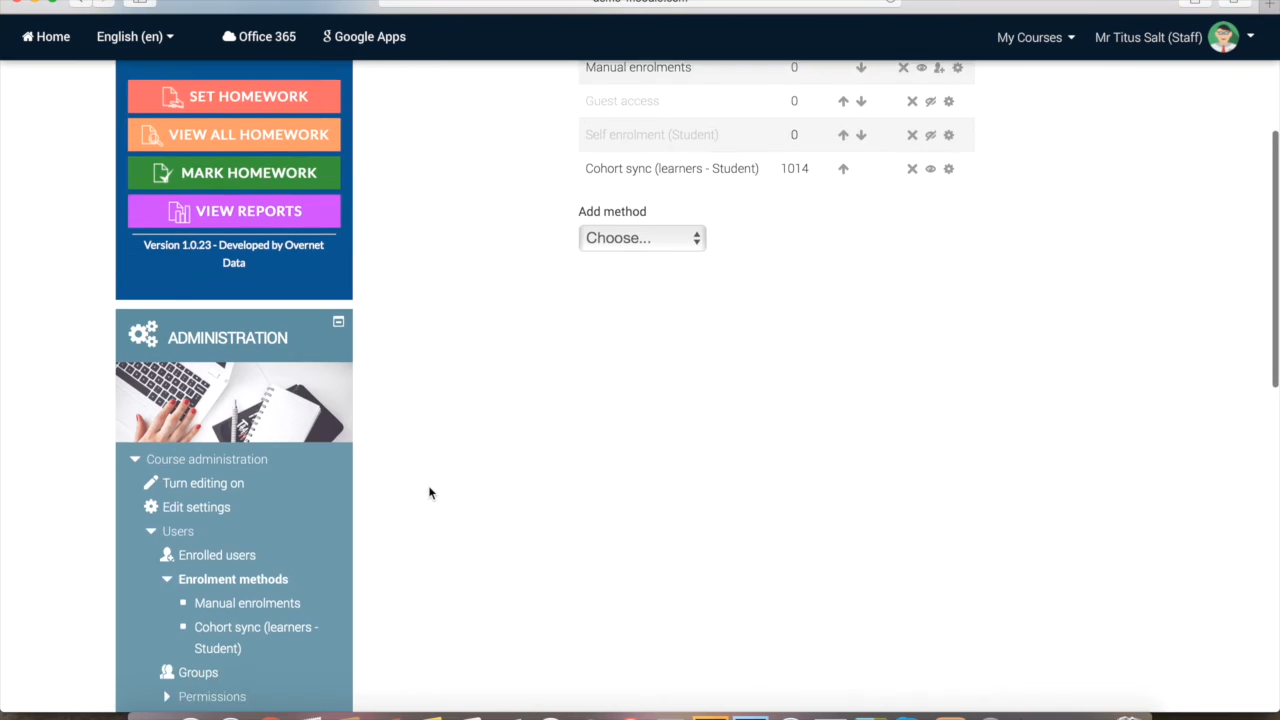 demo-moodle.com
Home
English (en)
Office 365
Google Apps
My Courses
Mr Titus Salt (Staff)
SET HOMEWORK
VIEW ALL HOMEWORK
MARK HOMEWORK
VIEW REPORTS
Version 1.0.23 - Developed by Overnet
Data
ADMINISTRATION
Course administration
Turn editing on
Edit settings
Users
Enrolled users
Enrolment methods
Manual enrolments
Cohort sync (learners -
Student)
Groups
Permissions
Manual enrolments 0
Guest access 0
Self enrolment (Student) 0
Cohort sync (learners - Student) 1014
Add method
Choose...